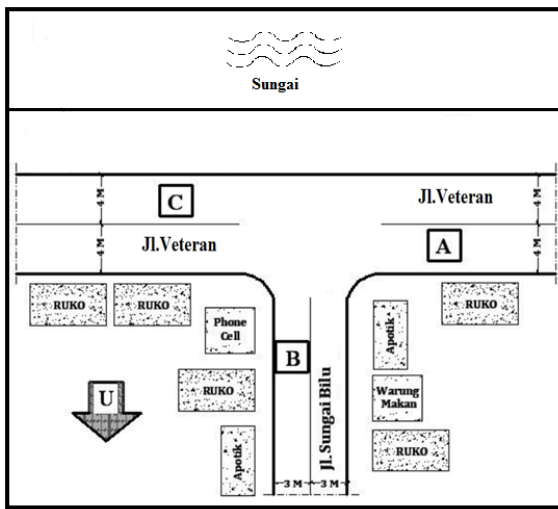 Sungai
4 M
C
Jl.Veteran
4 M
4 M
Jl.Veteran
A
4 M
RUKO
RUKO
Phone
Cell
Apotik
RUKO
U
RUKO
B
Jl.Sungai Bilu
Warung
Makan
Apotik
RUKO
3 M
3 M